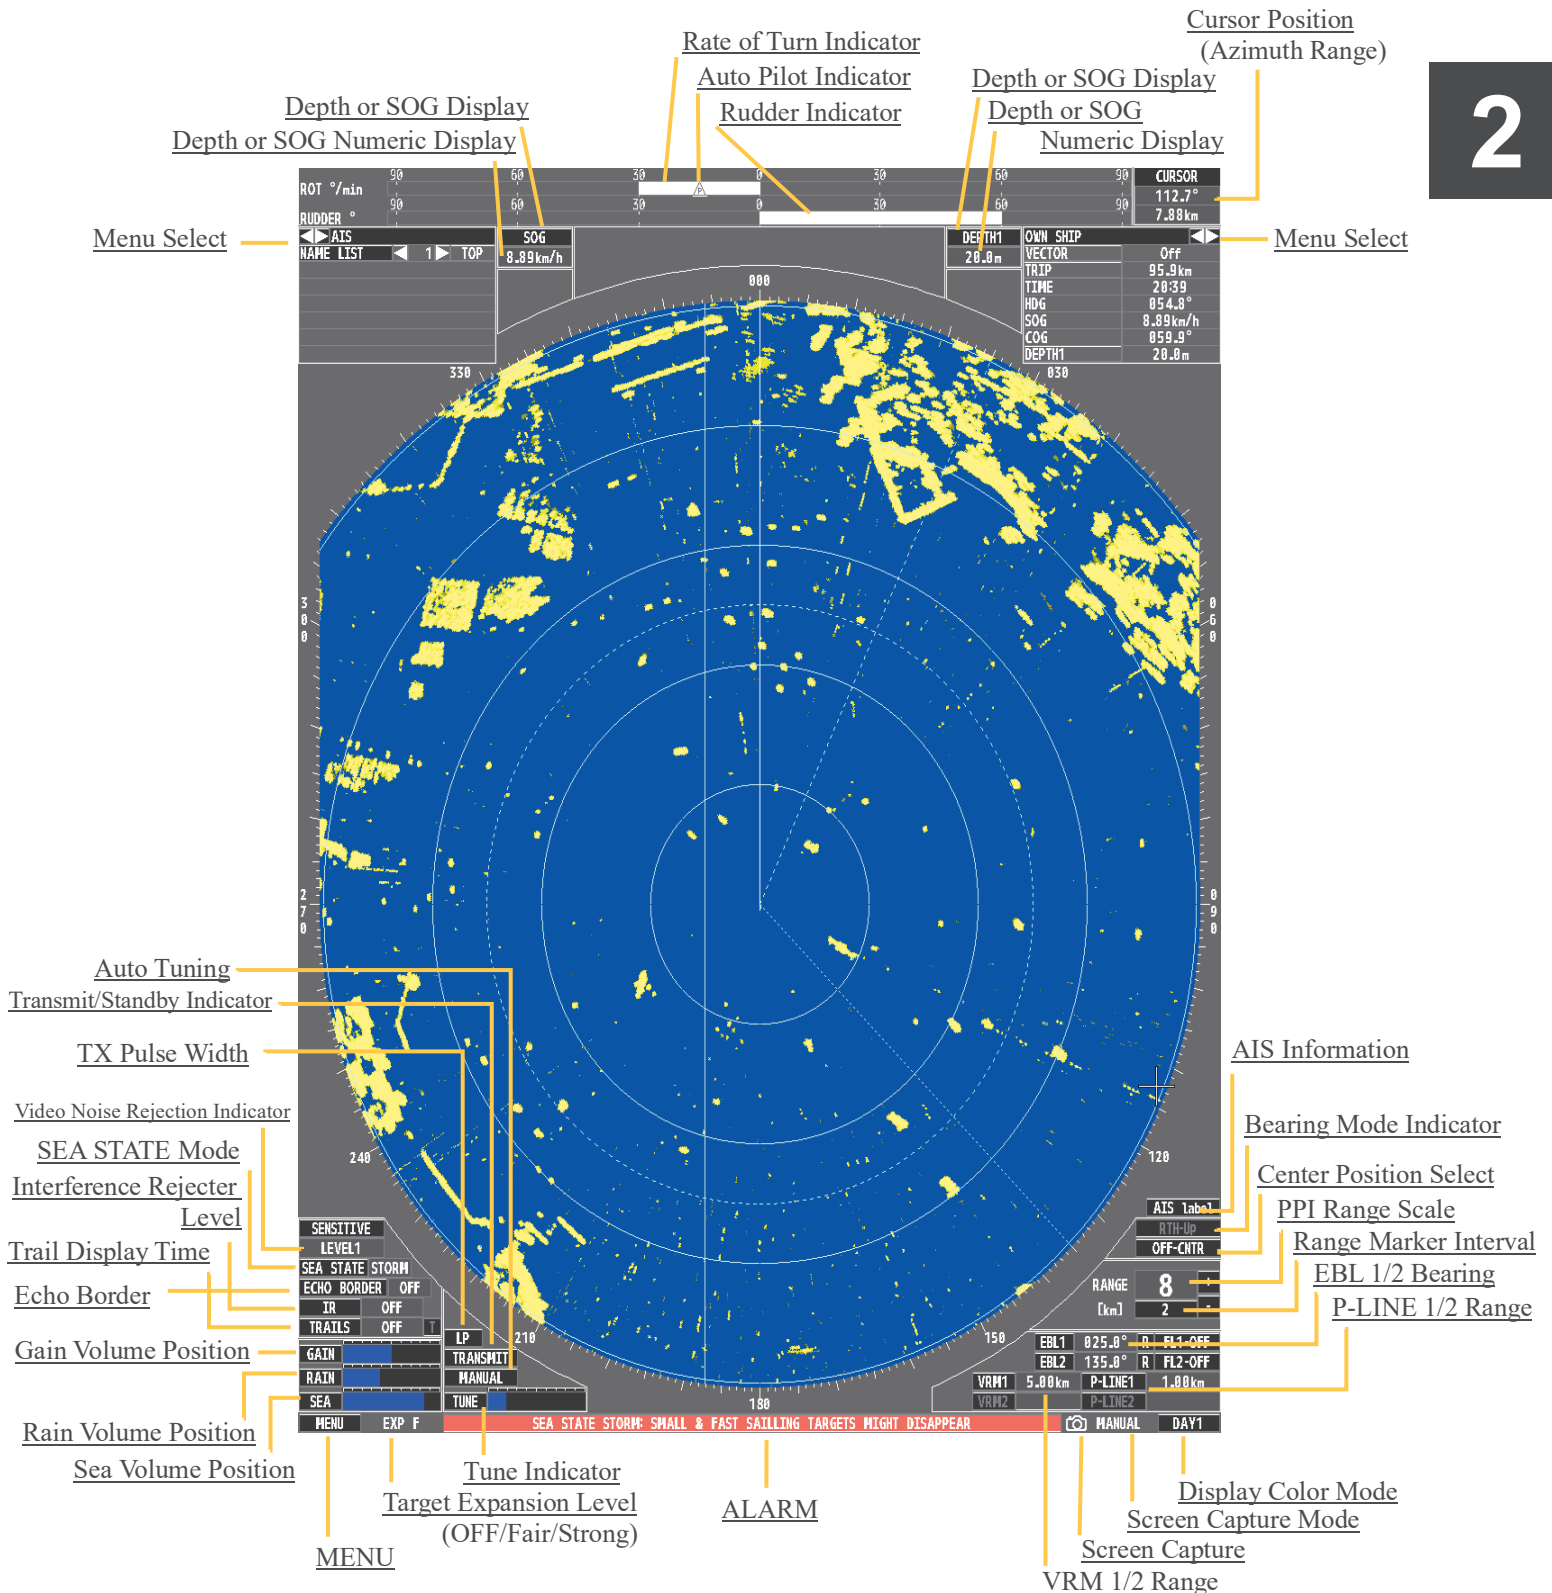 Cursor Position
(Azimuth Range)
2
Rate of Turn Indicator
Auto Pilot Indicator
Rudder Indicator
Depth or SOG Display
Depth or SOG Numeric Display
Depth or SOG Display
Depth or SOG
Numeric Display
ROT °/min
90 60 30 0 30 60 90
P
RUDDER °
90 60 30 0 30 60 90
CURSOR
112.7°
7.88km
Menu Select
AIS
NAME LIST 1 TOP
SOG
8.89km/h
DEPTH1
20.0m
OWN SHIP
VECTOR Off
TRIP 95.9km
TIME 20:39
HDG 054.8°
SOG 8.89km/h
COG 059.9°
DEPTH1 20.0m
Menu Select
000
330
030
300
060
270
090
240
120
210
150
180
Auto Tuning
Transmit/Standby Indicator
TX Pulse Width
Video Noise Rejection Indicator
SEA STATE Mode
Interference Rejecter
Level
Trail Display Time
Echo Border
Gain Volume Position
Rain Volume Position
Sea Volume Position
SENSITIVE
LEVEL1
SEA STATE STORM
ECHO BORDER OFF
IR OFF
TRAILS OFF T
GAIN
RAIN
SEA
MENU EXP F
LP
TRANSMIT
MANUAL
TUNE
SEA STATE STORM: SMALL & FAST SAILLING TARGETS MIGHT DISAPPEAR
MANUAL DAY1
AIS label
RTH-Up
OFF-CNTR
RANGE 8 +
[km] 2 -
EBL1 025.0° R FL1-OFF
EBL2 135.0° R FL2-OFF
VRM1 5.00km P-LINE1 1.00km
VRM2 P-LINE2
AIS Information
Bearing Mode Indicator
Center Position Select
PPI Range Scale
Range Marker Interval
EBL 1/2 Bearing
P-LINE 1/2 Range
Tune Indicator
Target Expansion Level
(OFF/Fair/Strong)
MENU
ALARM
Display Color Mode
Screen Capture Mode
Screen Capture
VRM 1/2 Range